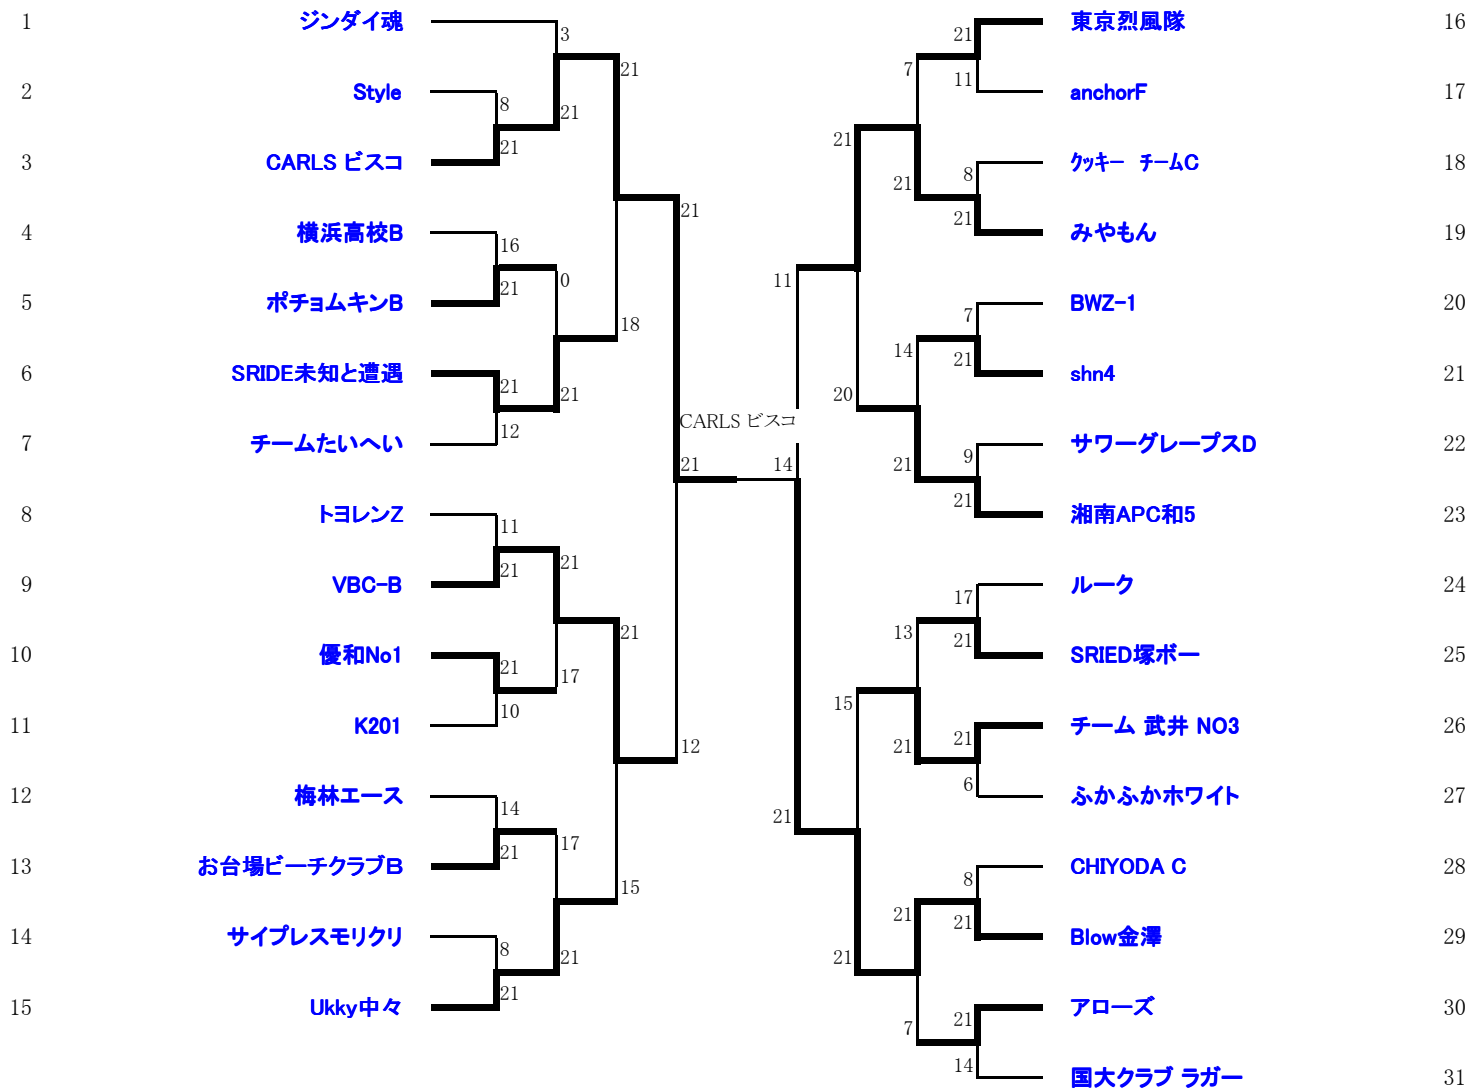 1 ジンダイ魂 3 21 東京烈風隊 16
21 7
2 Style 8 21 11 anchorF 17
3 CARLS ビスコ 21 21 クッキー チームC 18
8 21
4 横浜高校B 16 21 21 みやもん 19
5 ポチョムキンB 21 0 11 BWZ-1 20
18 7
6 SRIDE未知と遭遇 21 21 14 21 shn4 21
20
7 チームたいへい 12 CARLS ビスコ サワーグレープスD 22
21 14 21 9
8 トヨレンZ 11 21 湘南APC和5 23
9 VBC-B 21 21 ルーク 24
17
10 優和No1 21 21 13 21 SRIED塚ボー 25
17
11 K201 10 15 チーム 武井 NO3 26
12 21 21
12 梅林エース 14 6 ふかふかホワイト 27
21
13 お台場ビーチクラブB 21 17 CHIYODA C 28
15 8
14 サイプレスモリクリ 8 21 21 Blow金澤 29
21 21
15 Ukky中々 21 アローズ 30
7 21
14 国大クラブ ラガー 31